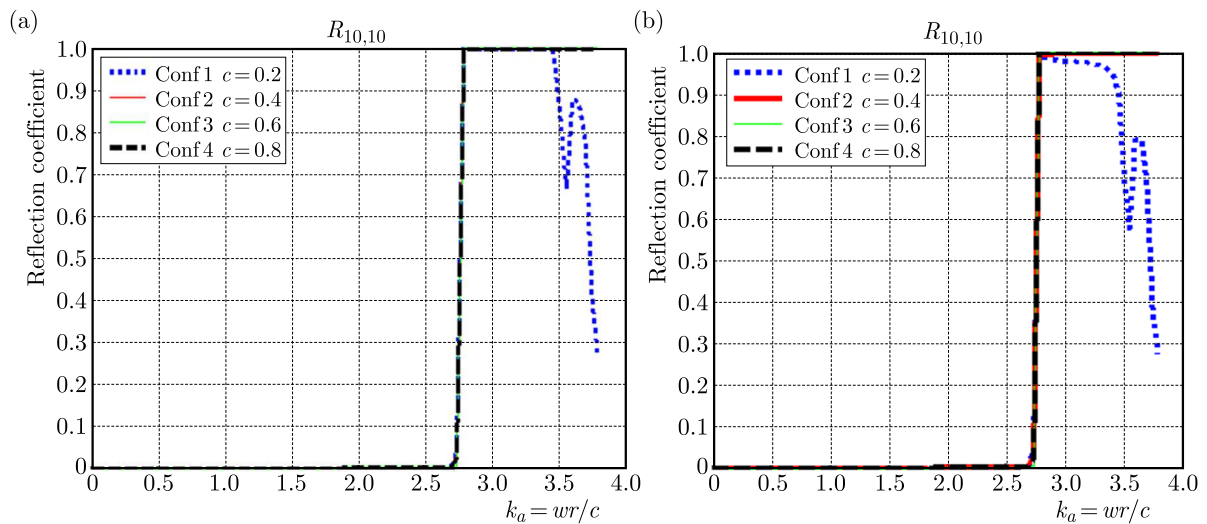 (a)
R10,10
Reflection coefficient
1.0
0.9
0.8
0.7
0.6
0.5
0.4
0.3
0.2
0.1
0
Conf 1 c = 0.2
Conf 2 c = 0.4
Conf 3 c = 0.6
Conf 4 c = 0.8
0 0.5 1.0 1.5 2.0 2.5 3.0 3.5 4.0
ka = wr/c
(b)
R10,10
Reflection coefficient
1.0
0.9
0.8
0.7
0.6
0.5
0.4
0.3
0.2
0.1
0
Conf 1 c = 0.2
Conf 2 c = 0.4
Conf 3 c = 0.6
Conf 4 c = 0.8
0 0.5 1.0 1.5 2.0 2.5 3.0 3.5 4.0
ka = wr/c